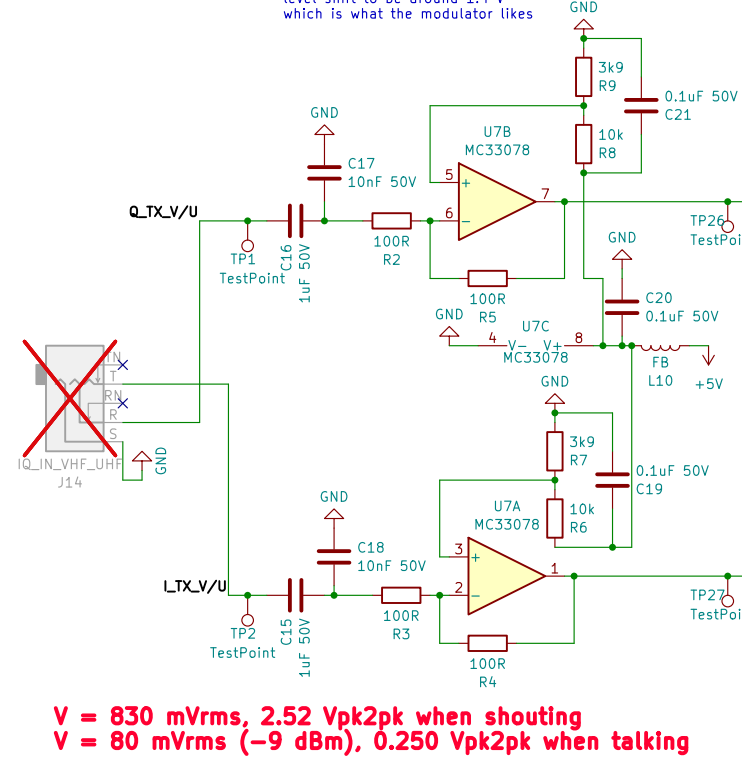 which is what the modulator likes
GND
3k9
R9
0.1uF 50V
C21
10k
R8
GND
U7B
MC33078
C17
10nF 50V
5
+
7
6
−
Q_TX_V/U
TP1
TestPoint
C16
1uF 50V
100R
R2
100R
R5
TP26
GND
C20
0.1uF 50V
GND
U7C
4
V−
V+
8
MC33078
FB
L10
+5V
IN
T
RN
R
S
GND
IQ_IN_VHF_UHF
J14
GND
3k9
R7
0.1uF 50V
C19
10k
R6
GND
U7A
MC33078
C18
10nF 50V
3
+
1
2
−
I_TX_V/U
TP2
TestPoint
C15
1uF 50V
100R
R3
100R
R4
TP27
V = 830 mVrms, 2.52 Vpk2pk when shouting
V = 80 mVrms (−9 dBm), 0.250 Vpk2pk when talking